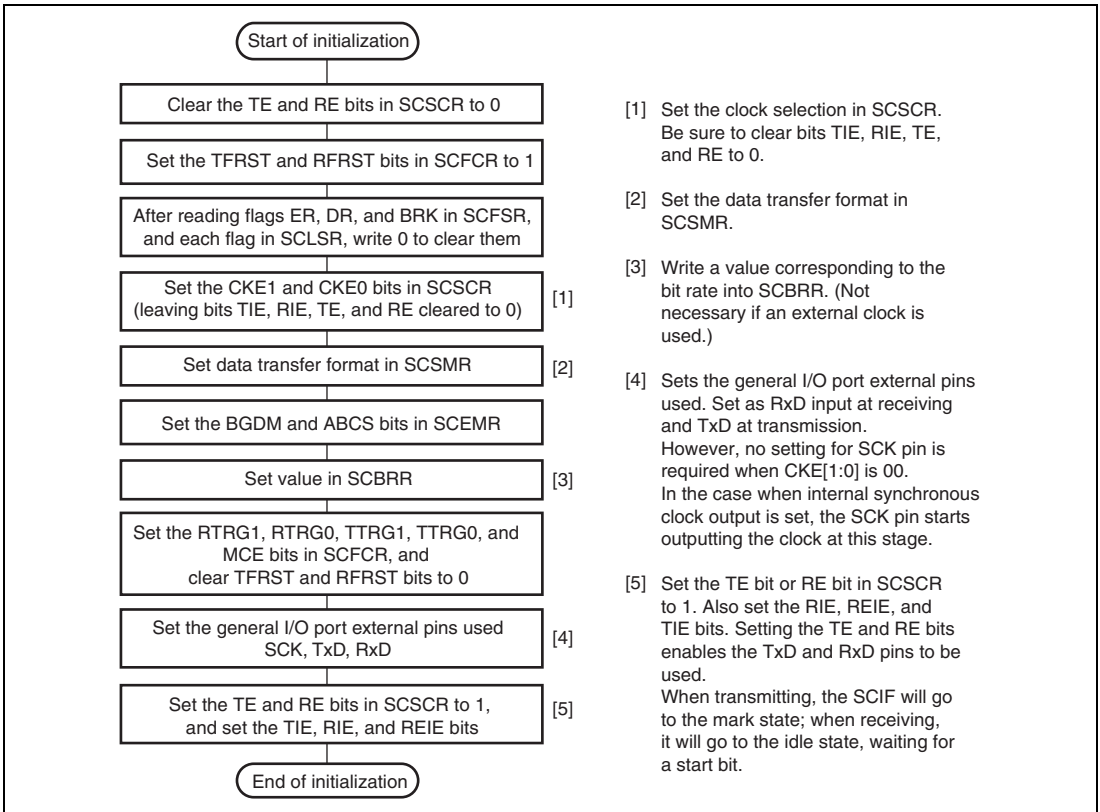 Start of initialization
Clear the TE and RE bits in SCSCR to 0
Set the TFRST and RFRST bits in SCFCR to 1
After reading flags ER, DR, and BRK in SCFSR,
and each flag in SCLSR, write 0 to clear them
Set the CKE1 and CKE0 bits in SCSCR
(leaving bits TIE, RIE, TE, and RE cleared to 0)
[1]
Set data transfer format in SCSMR
[2]
Set the BGDM and ABCS bits in SCEMR
Set value in SCBRR
[3]
Set the RTRG1, RTRG0, TTRG1, TTRG0, and
MCE bits in SCFCR, and
clear TFRST and RFRST bits to 0
Set the general I/O port external pins used
SCK, TxD, RxD
[4]
Set the TE and RE bits in SCSCR to 1,
and set the TIE, RIE, and REIE bits
[5]
End of initialization
[1] Set the clock selection in SCSCR.
Be sure to clear bits TIE, RIE, TE,
and RE to 0.
[2] Set the data transfer format in
SCSMR.
[3] Write a value corresponding to the
bit rate into SCBRR. (Not
necessary if an external clock is
used.)
[4] Sets the general I/O port external pins
used. Set as RxD input at receiving
and TxD at transmission.
However, no setting for SCK pin is
required when CKE[1:0] is 00.
In the case when internal synchronous
clock output is set, the SCK pin starts
outputting the clock at this stage.
[5] Set the TE bit or RE bit in SCSCR
to 1. Also set the RIE, REIE, and
TIE bits. Setting the TE and RE bits
enables the TxD and RxD pins to be
used.
When transmitting, the SCIF will go
to the mark state; when receiving,
it will go to the idle state, waiting for
a start bit.